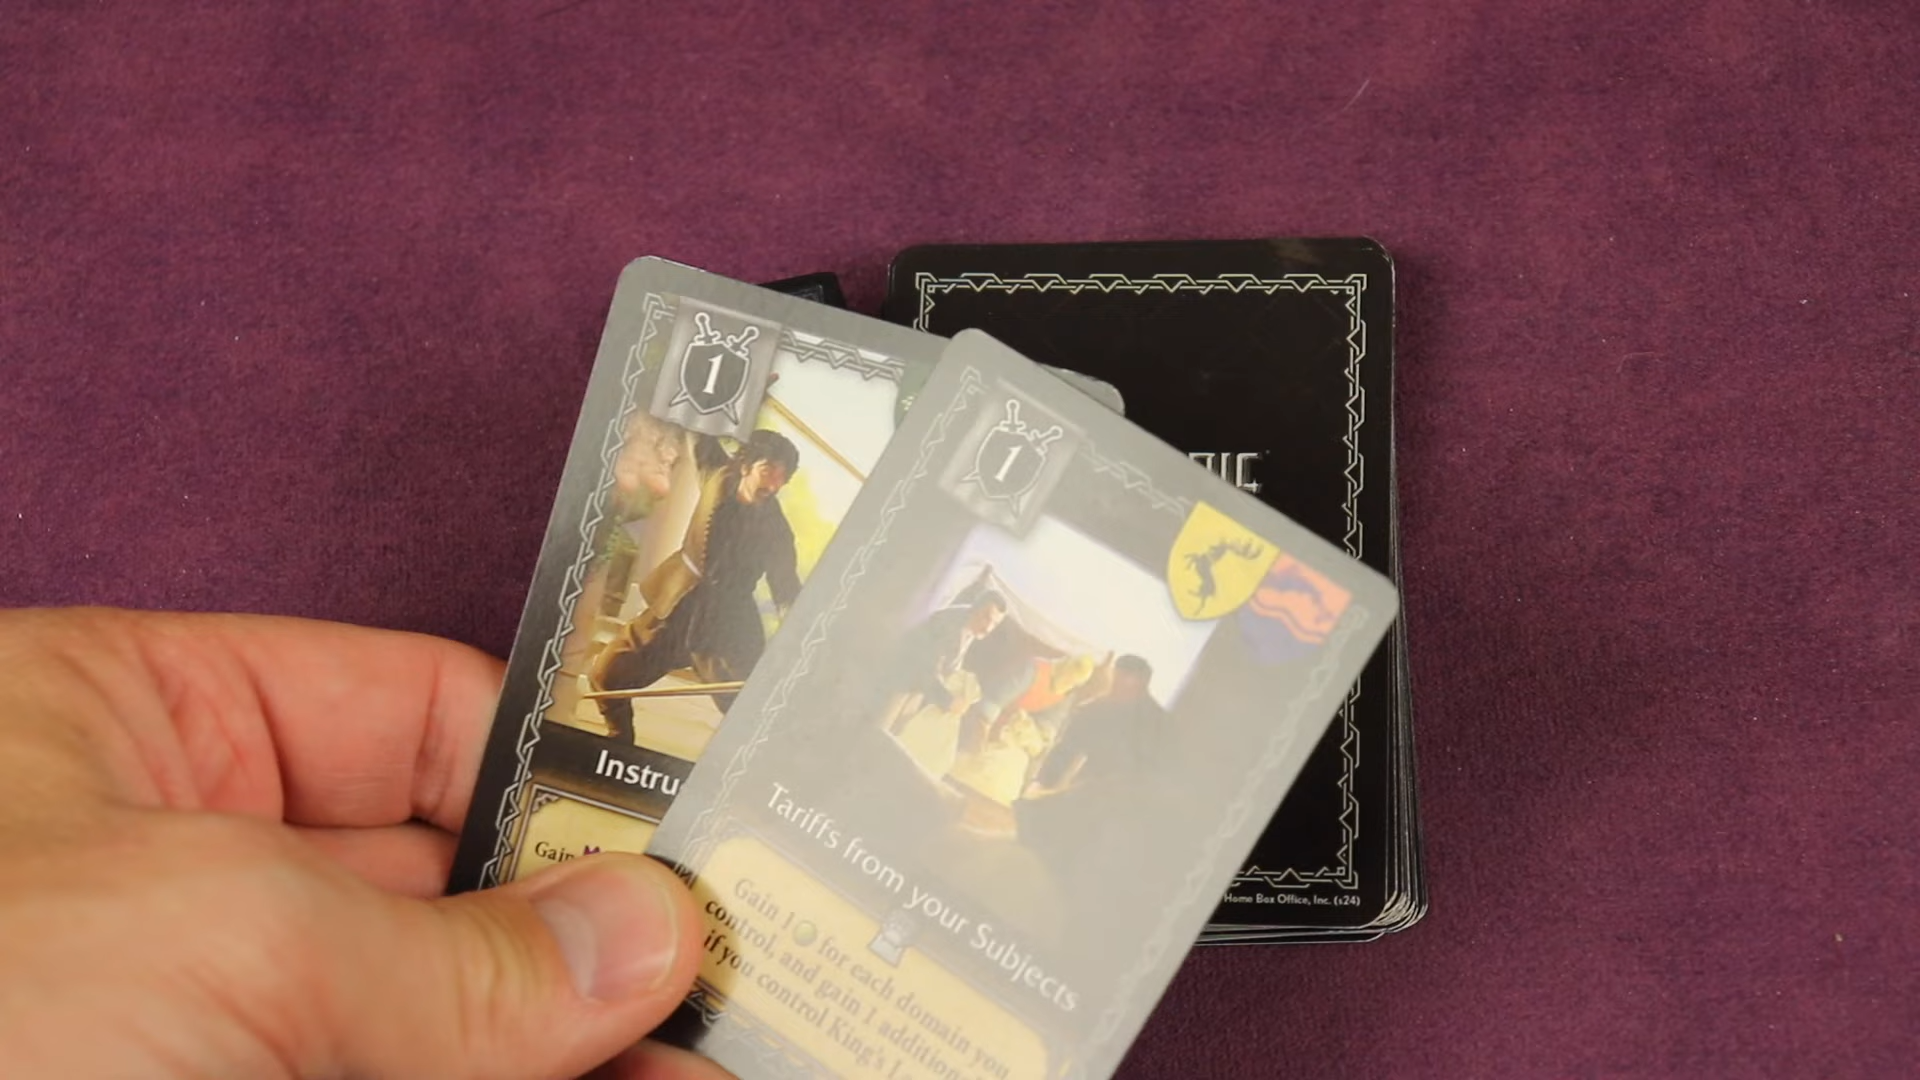 1
1
Instru
Gain
Tariffs from your Subjects
Gain 1 for each domain you
control, and gain 1 addition
if you control King's
Home Box Office, Inc. (s24)